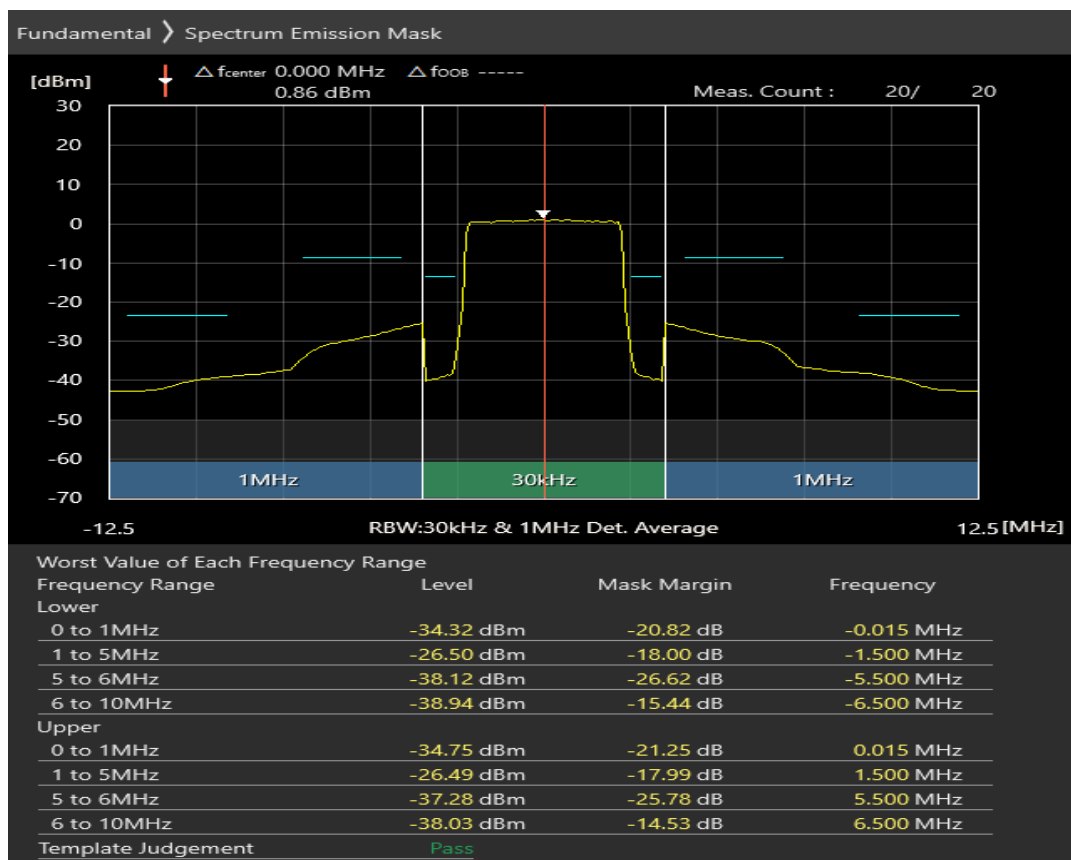 Fundamental ❯ Spectrum Emission Mask
[dBm] △ fcenter 0.000 MHz △ fOOB -----
0.86 dBm Meas. Count : 20/ 20
30
20
10
0
-10
-20
-30
-40
-50
-60
1MHz 30kHz 1MHz
-70
-12.5 RBW:30kHz & 1MHz Det. Average 12.5 [MHz]
Worst Value of Each Frequency Range
Frequency Range Level Mask Margin Frequency
Lower
0 to 1MHz -34.32 dBm -20.82 dB -0.015 MHz
1 to 5MHz -26.50 dBm -18.00 dB -1.500 MHz
5 to 6MHz -38.12 dBm -26.62 dB -5.500 MHz
6 to 10MHz -38.94 dBm -15.44 dB -6.500 MHz
Upper
0 to 1MHz -34.75 dBm -21.25 dB 0.015 MHz
1 to 5MHz -26.49 dBm -17.99 dB 1.500 MHz
5 to 6MHz -37.28 dBm -25.78 dB 5.500 MHz
6 to 10MHz -38.03 dBm -14.53 dB 6.500 MHz
Template Judgement Pass